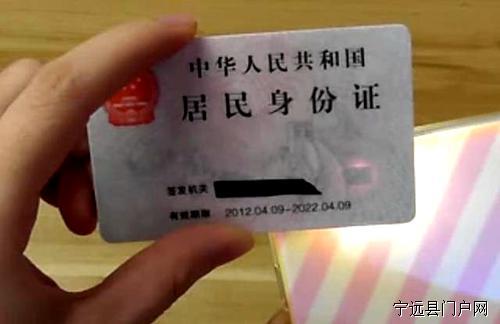 中华人民共和国
居民身份证
签发机关
有效期限 2012.04.09-2022.04.09
宁远县门户网